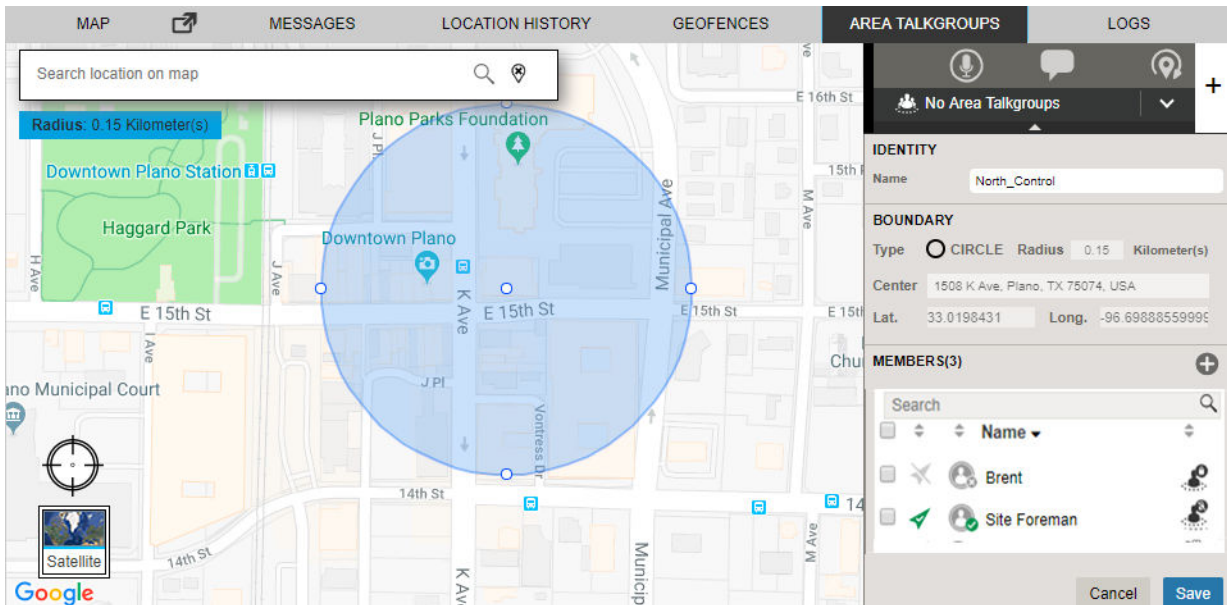 MAP MESSAGES LOCATION HISTORY GEOFENCES AREA TALKGROUPS LOGS
Search location on map
Radius: 0.15 Kilometer(s)
Plano Parks Foundation
E 16th St
Downtown Plano Station
15th
Haggard Park
Downtown Plano
J Pl
H Ave
J Ave
Municipal Ave
M Ave
K Ave
E 15th St
E 15th St
E 15th St
E 15th
I Ave
Municipal Court
Chu
J Pl
Vontress Dr
14th St
14
14th St
K Av
Municip
M Ave
Satellite
Google
+
No Area Talkgroups
IDENTITY
Name North_Control
BOUNDARY
Type CIRCLE Radius 0.15 Kilometer(s)
Center 1508 K Ave, Plano, TX 75074, USA
Lat. 33.0198431 Long. -96.69888559999
MEMBERS(3)
Search
Name
Brent
Site Foreman
Cancel Save